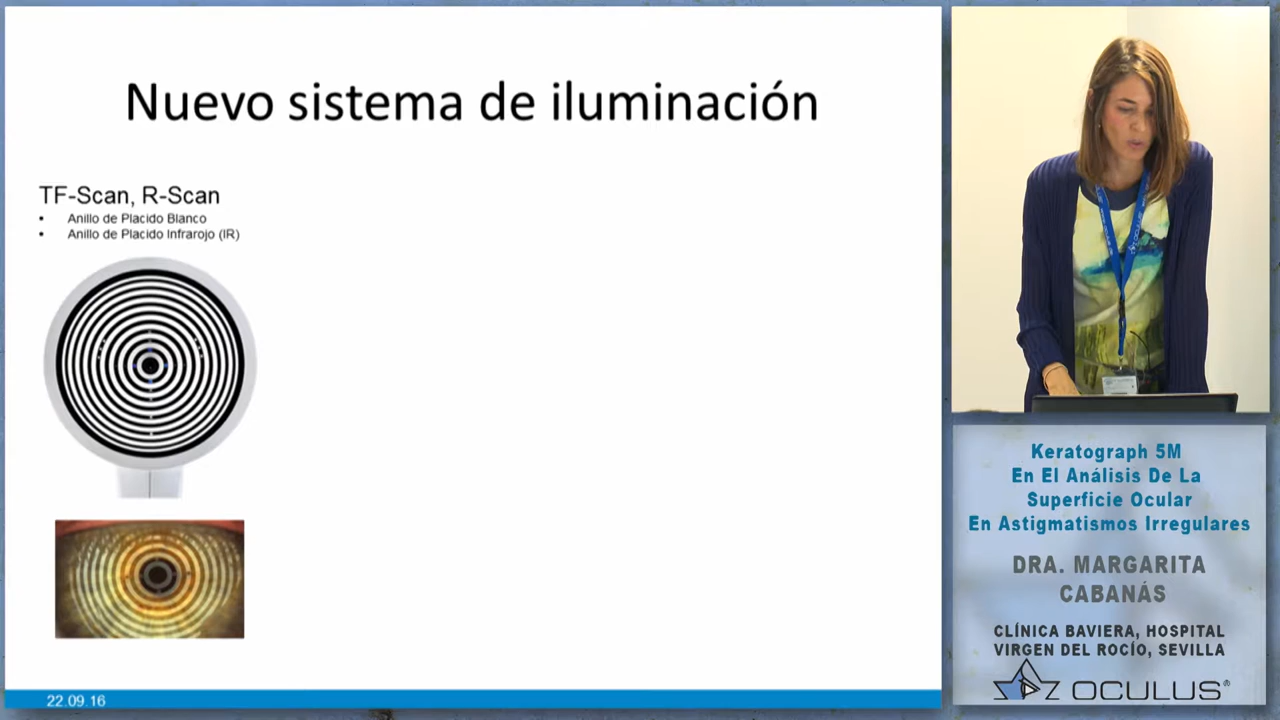 Nuevo sistema de iluminación
TF-Scan, R-Scan
• Anillo de Placido Blanco
• Anillo de Placido Infrarojo (IR)
22.09.16
OCULUS
Keratograph 5M
En El Análisis De La
Superficie Ocular
En Astigmatismos Irregulares
DRA. MARGARITA
CABANÁS
CLÍNICA BAVIERA, HOSPITAL
VIRGEN DEL ROCÍO, SEVILLA
OCULUS®